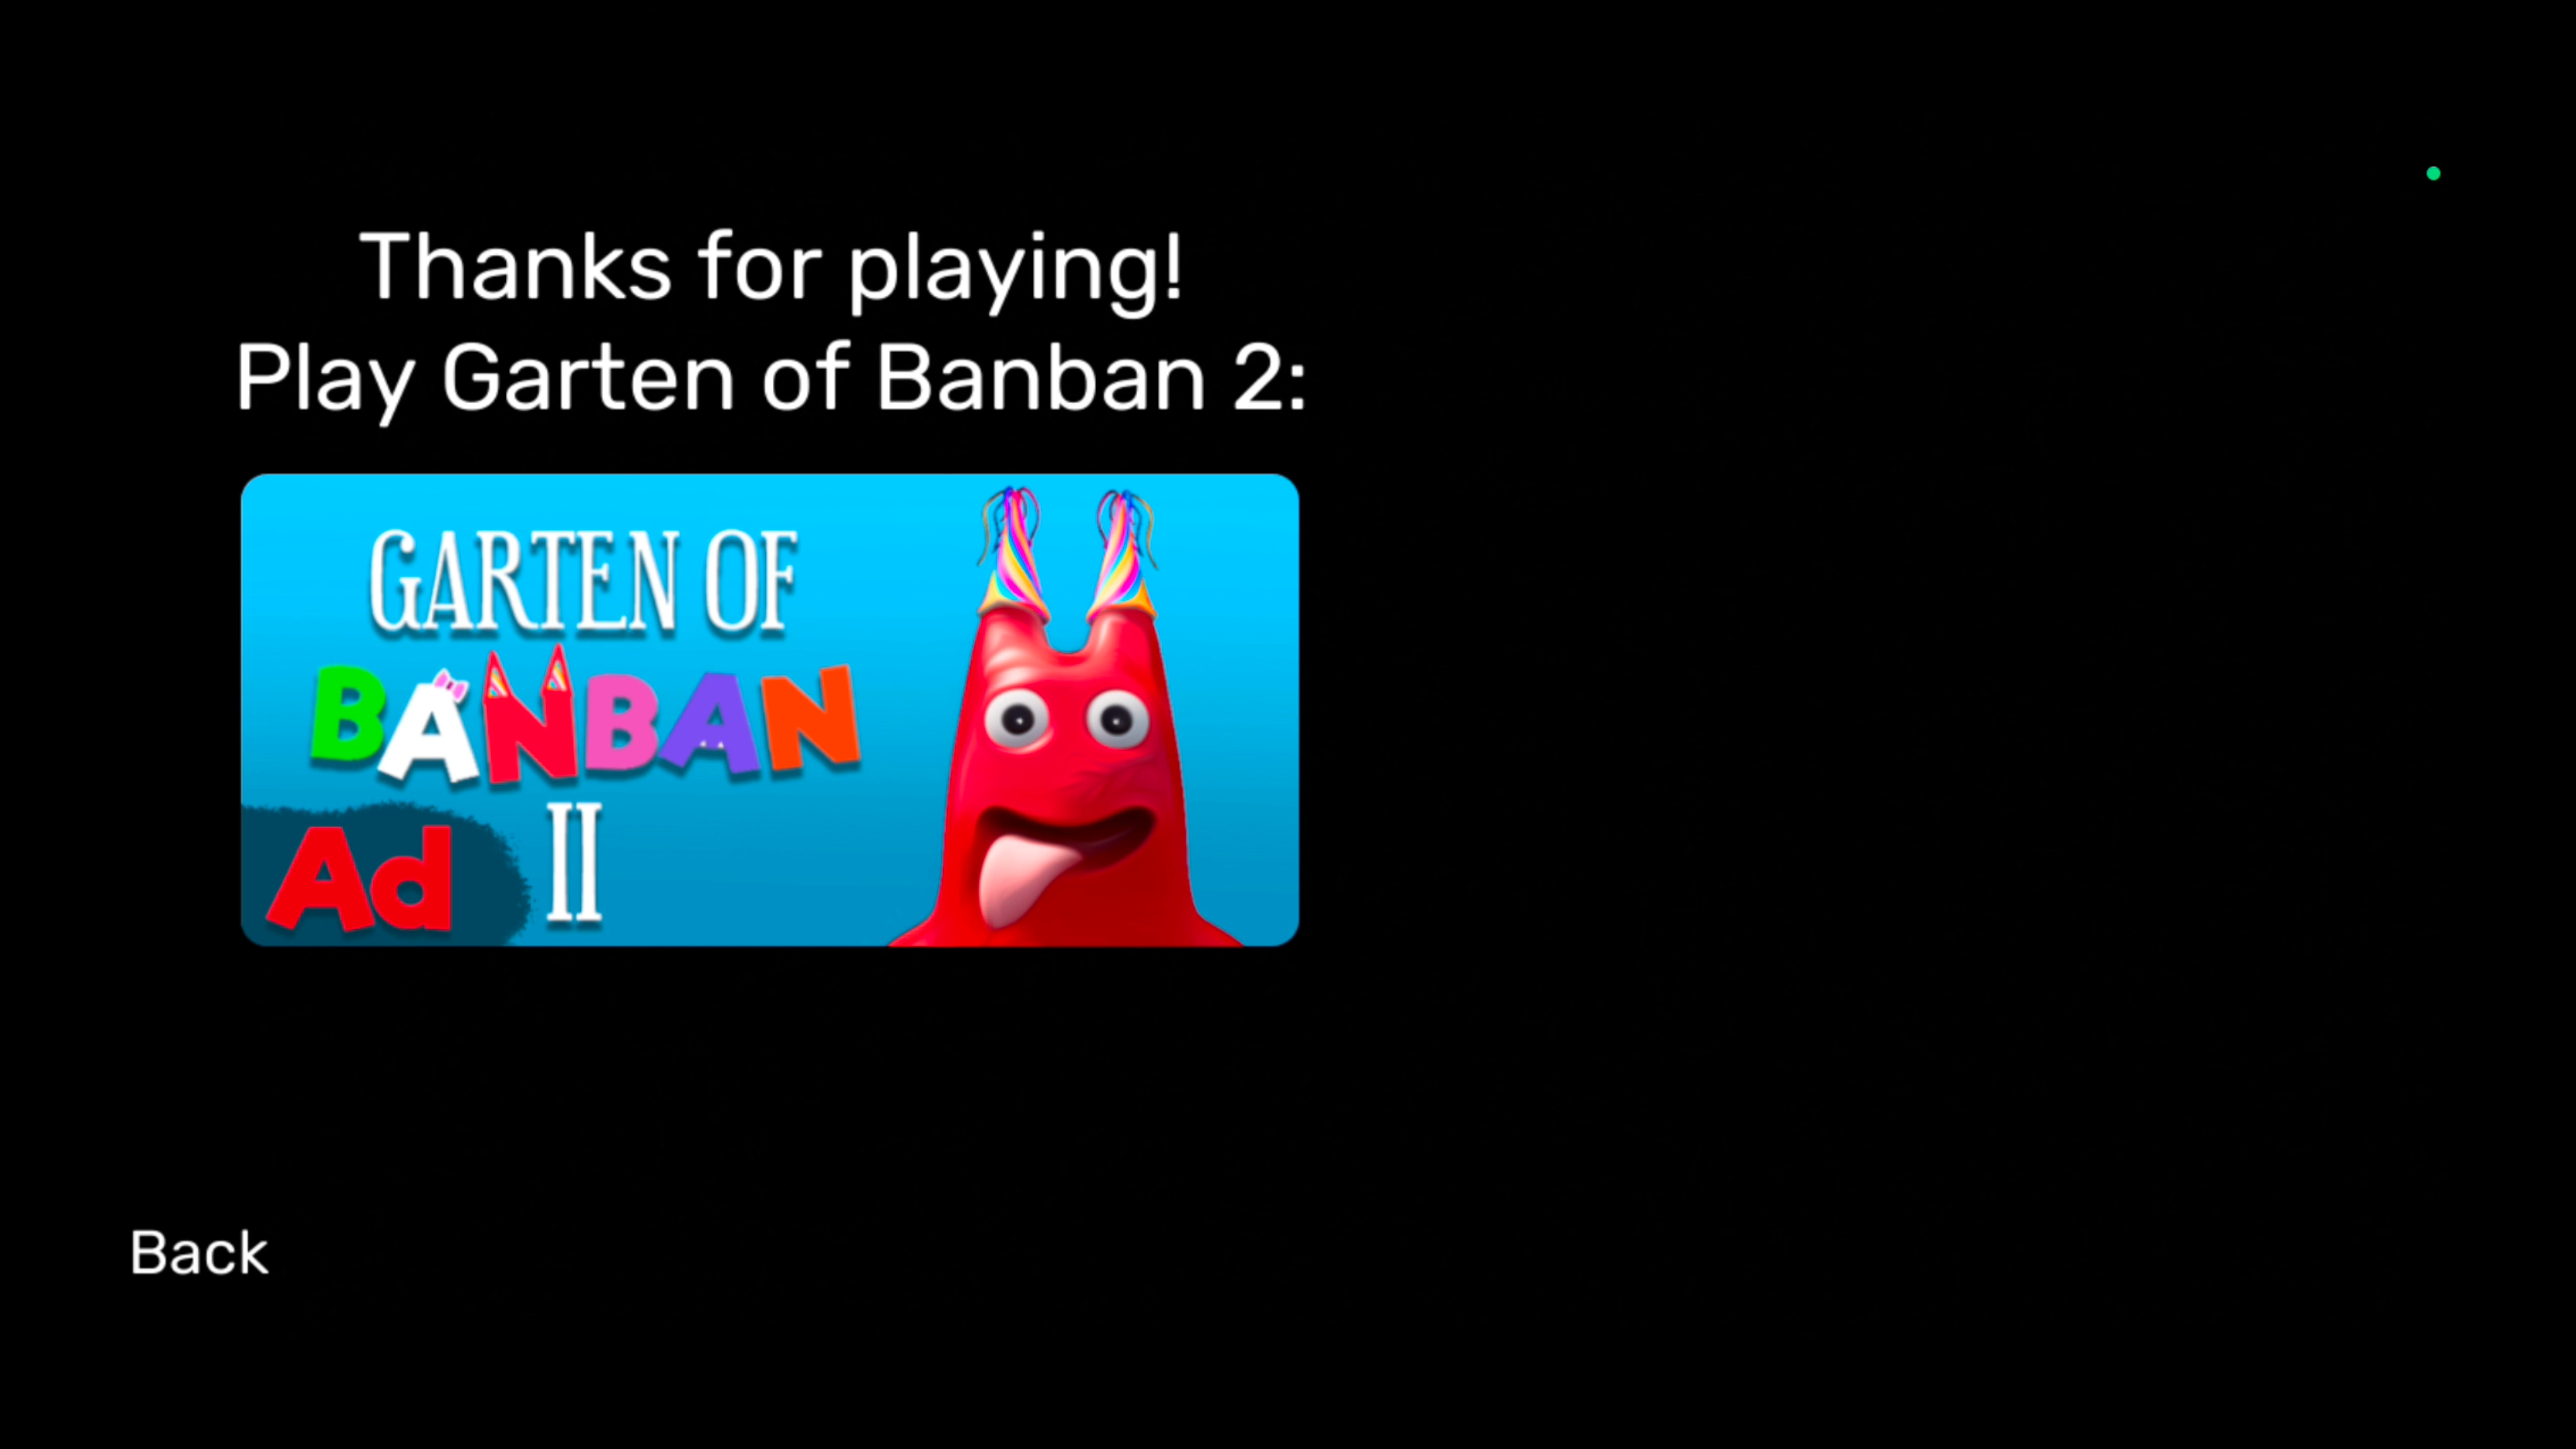 Thanks for playing!
Play Garten of Banban 2:
GARTEN OF
BANBAN
II
Ad
Back